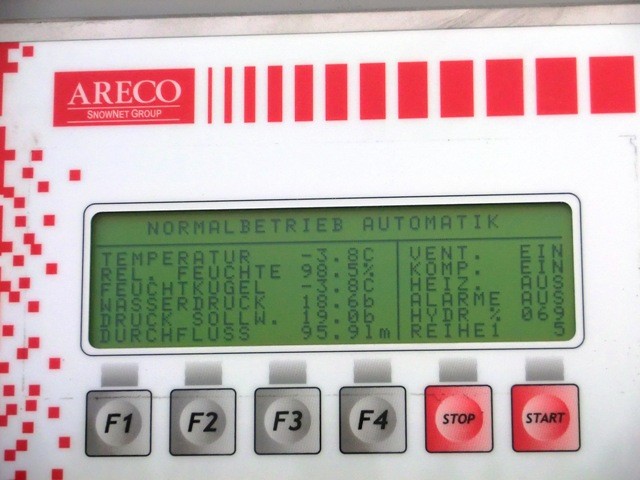 ARECO
SNOWNET GROUP
NORMALBETRIEB AUTOMATIK
TEMPERATUR -3.8C VENT. EIN
REL. FEUCHTE 98.5% KOMP. EIN
FEUCHTKUGEL -3.8C HEIZ. AUS
WASSERDRUCK 18.6b ALARME AUS
DRUCK SOLLW. 19.0b HYDR % 069
DURCHFLUSS 95.9lm REIHE1 5
F1 F2 F3 F4 STOP START